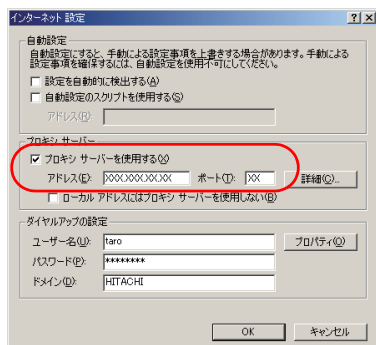 インターネット 設定
自動設定
自動設定にすると、手動による設定事項を上書きする場合があります。手動による
設定事項を確保するには、自動設定を使用不可にしてください。
設定を自動的に検出する(A)
自動設定のスクリプトを使用する(S)
アドレス(R):
プロキシ サーバー
プロキシ サーバーを使用する(X)
アドレス(E): XXX.XXX.XX.XX ポート(T): XX 詳細(C)...
ローカル アドレスにはプロキシ サーバーを使用しない(B)
ダイヤルアップの設定
ユーザー名(U): taro プロパティ(O)
パスワード(P): ********
ドメイン(D): HITACHI
OK キャンセル